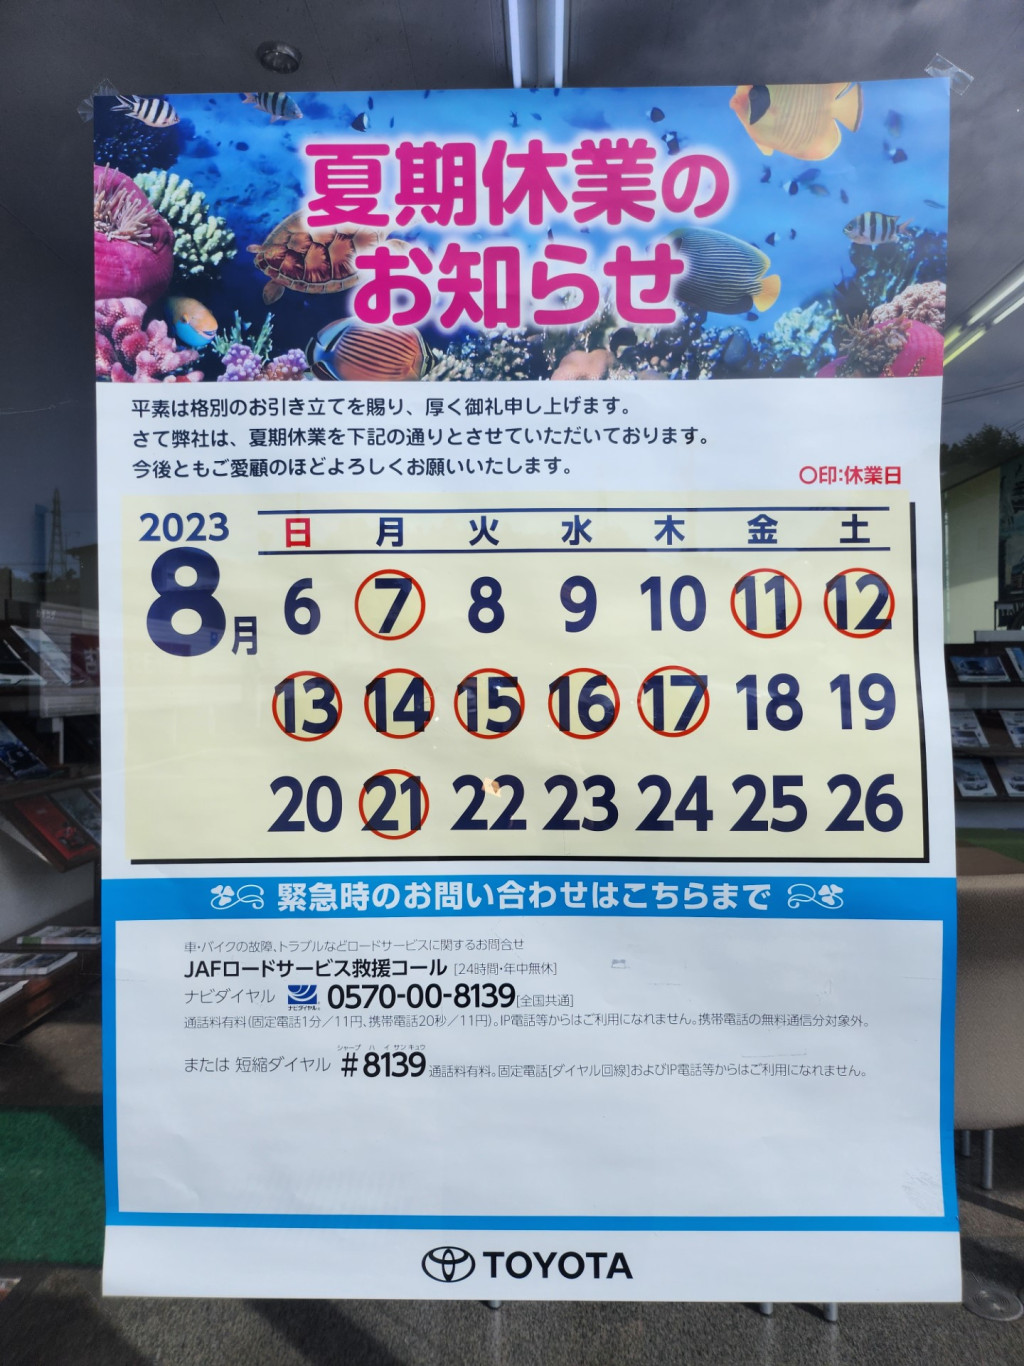 夏期休業の
お知らせ
平素は格別のお引き立てを賜り、厚く御礼申し上げます。
さて弊社は、夏期休業を下記の通りとさせていただいております。
今後ともご愛顧のほどよろしくお願いいたします。
〇印:休業日
2023
8月
日 月 火 水 木 金 土
6 7 8 9 10 11 12
13 14 15 16 17 18 19
20 21 22 23 24 25 26
緊急時のお問い合わせはこちらまで
車・バイクの故障、トラブルなどロードサービスに関するお問合せ
JAFロードサービス救援コール [24時間・年中無休]
ナビダイヤル ナビダイヤル 0570-00-8139 [全国共通]
通話料有料(固定電話1分/11円、携帯電話20秒/11円)。IP電話等からはご利用になれません。携帯電話の無料通信分対象外。
シャープ ハ イ サン キュウ
または 短縮ダイヤル #8139 通話料有料。固定電話[ダイヤル回線]およびIP電話等からはご利用になれません。
TOYOTA